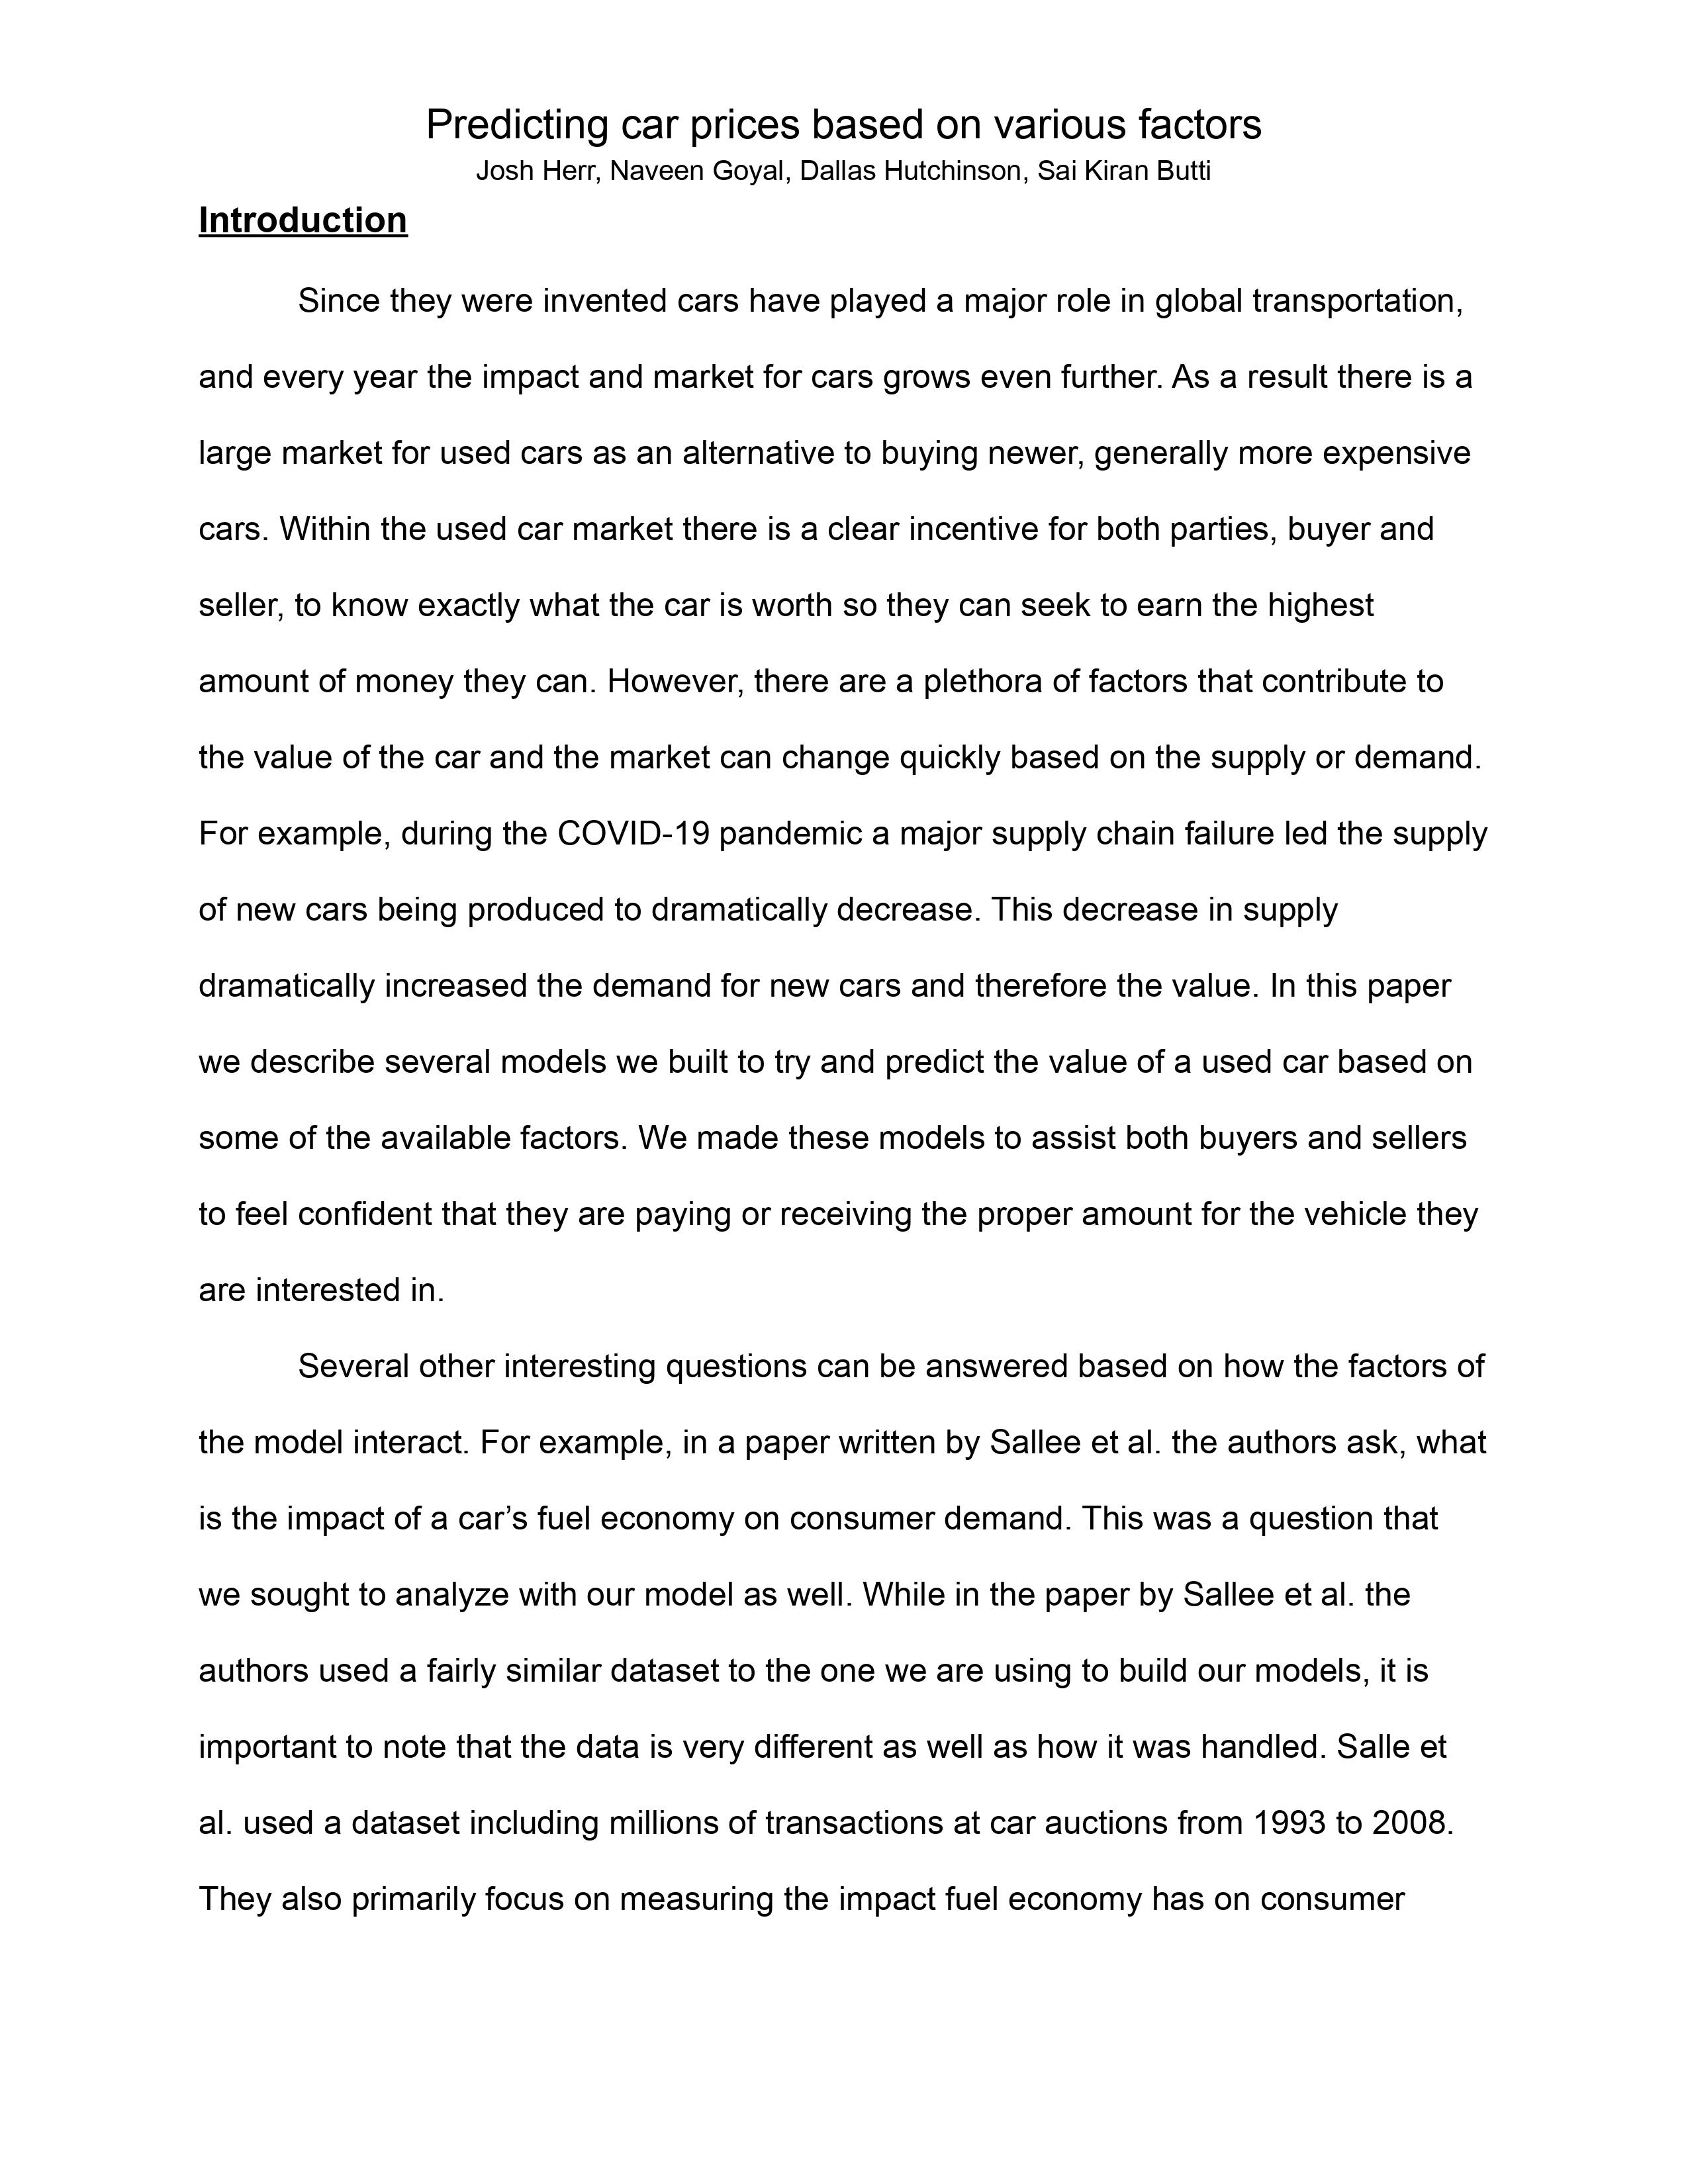 Predicting car prices based on various factors
Josh Herr, Naveen Goyal, Dallas Hutchinson, Sai Kiran Butti
Introduction
Since they were invented cars have played a major role in global transportation,
and every year the impact and market for cars grows even further. As a result there is a
large market for used cars as an alternative to buying newer, generally more expensive
cars. Within the used car market there is a clear incentive for both parties, buyer and
seller, to know exactly what the car is worth so they can seek to earn the highest
amount of money they can. However, there are a plethora of factors that contribute to
the value of the car and the market can change quickly based on the supply or demand.
For example, during the COVID-19 pandemic a major supply chain failure led the supply
of new cars being produced to dramatically decrease. This decrease in supply
dramatically increased the demand for new cars and therefore the value. In this paper
we describe several models we built to try and predict the value of a used car based on
some of the available factors. We made these models to assist both buyers and sellers
to feel confident that they are paying or receiving the proper amount for the vehicle they
are interested in.
Several other interesting questions can be answered based on how the factors of
the model interact. For example, in a paper written by Sallee et al. the authors ask, what
is the impact of a car’s fuel economy on consumer demand. This was a question that
we sought to analyze with our model as well. While in the paper by Sallee et al. the
authors used a fairly similar dataset to the one we are using to build our models, it is
important to note that the data is very different as well as how it was handled. Salle et
al. used a dataset including millions of transactions at car auctions from 1993 to 2008.
They also primarily focus on measuring the impact fuel economy has on consumer